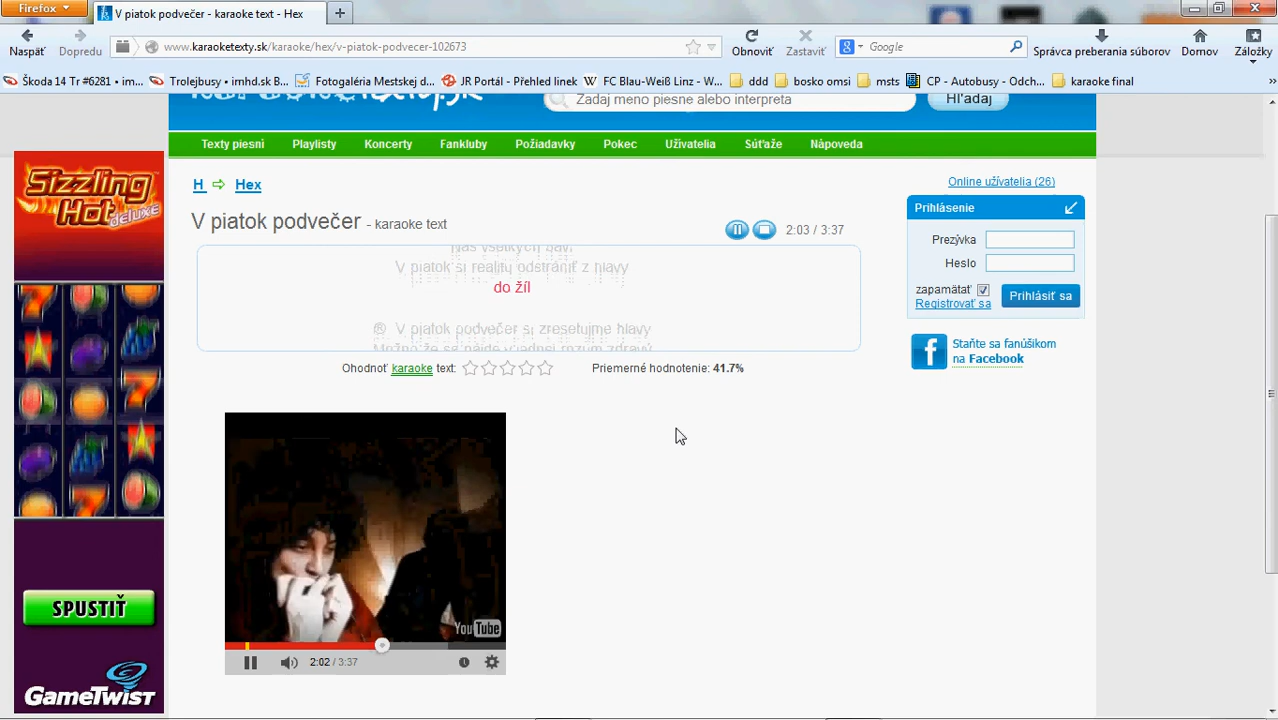 Firefox
V piatok podvečer - karaoke text - Hex
Naspäť
Dopredu
www.karaoketexty.sk/karaoke/hex/v-piatok-podvecer-102673
Obnoviť
Zastaviť
Google
Správca preberania súborov
Domov
Záložky
Škoda 14 Tr #6281 • im...
Trolejbusy • imhd.sk B...
Fotogaléria Mestskej d...
JR Portál - Přehled linek
FC Blau-Weiß Linz - W...
ddd
bosko omsi
msts
CP - Autobusy - Odch...
karaoke final
Zadaj meno piesne alebo interpreta
Hľadaj
Texty piesní
Playlisty
Koncerty
Fankluby
Požiadavky
Pokec
Užívatelia
Súťaže
Nápoveda
Sizzling
Hot
deluxe
H
Hex
Online užívatelia (26)
V piatok podvečer - karaoke text
2:03 / 3:37
Prihlásenie
Prezývka
Heslo
zapamätať
Registrovať sa
Prihlásiť sa
V piatok si realitu odstrániť z hlavy
do žíl
® V piatok podvečer si zresetujme hlavy
Ohodnoť karaoke text:
Priemerné hodnotenie: 41.7%
Staňte sa fanúšikom
na Facebook
YouTube
2:02 / 3:37
SPUSTIŤ
GameTwist